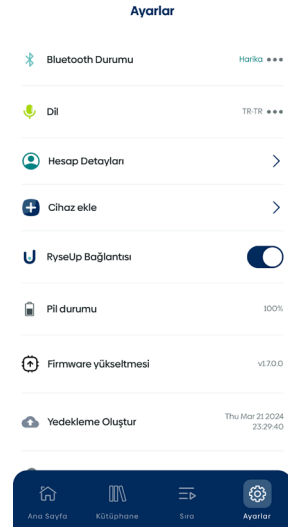 Ayarlar
Bluetooth Durumu
Harika
Dil
TR-TR
Hesap Detayları
Cihaz ekle
RyseUp Bağlantısı
Pil durumu
100%
Firmware yükseltmesi
v1.7.0.0
Yedekleme Oluştur
Thu Mar 21 2024
23:29:40
Ana Sayfa
Kütüphane
Sıra
Ayarlar